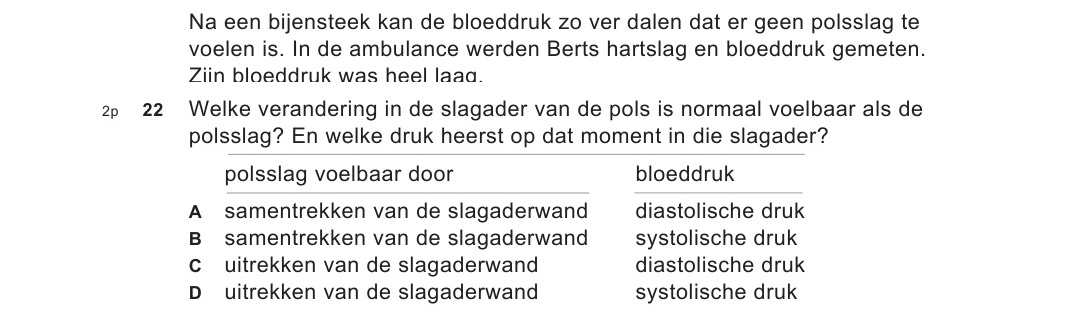 Na een bijensteek kan de bloeddruk zo ver dalen dat er geen polsslag te
voelen is. In de ambulance werden Berts hartslag en bloeddruk gemeten.
Zijn bloeddruk was heel laag.
2p 22 Welke verandering in de slagader van de pols is normaal voelbaar als de
polsslag? En welke druk heerst op dat moment in die slagader?
polsslag voelbaar door bloeddruk
A samentrekken van de slagaderwand diastolische druk
B samentrekken van de slagaderwand systolische druk
C uitrekken van de slagaderwand diastolische druk
D uitrekken van de slagaderwand systolische druk